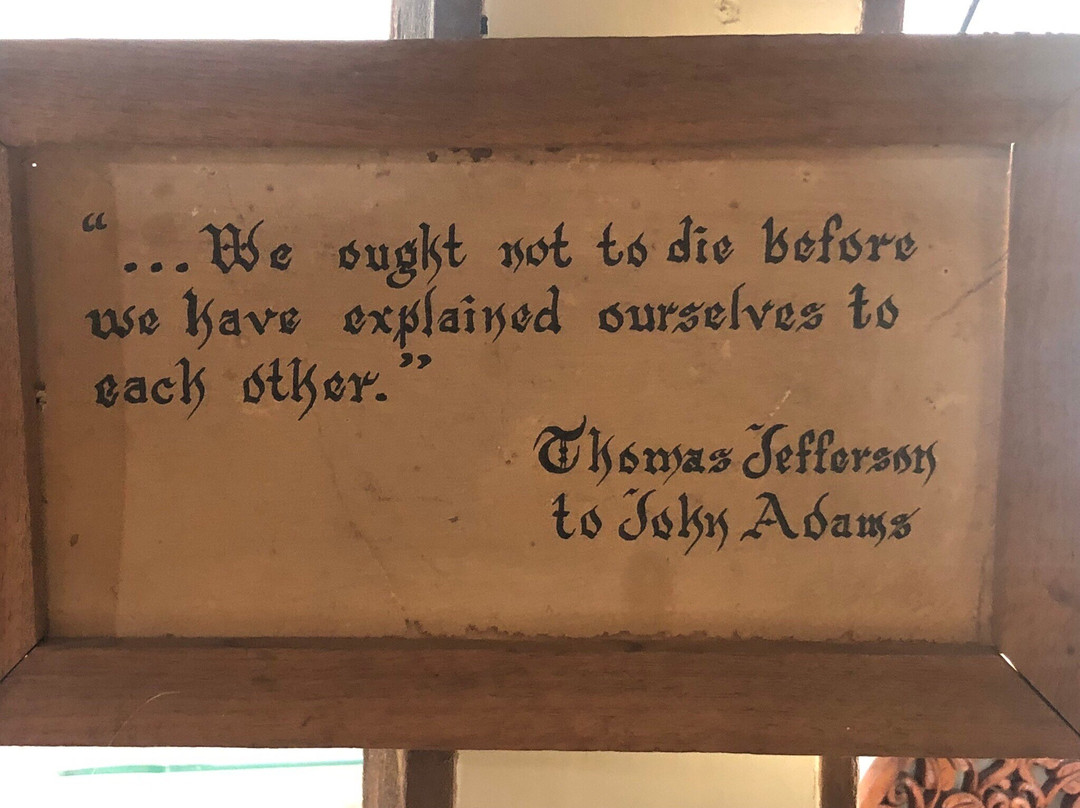 “...We ought not to die before
we have explained ourselves to
each other.”
Thomas Jefferson
to John Adams